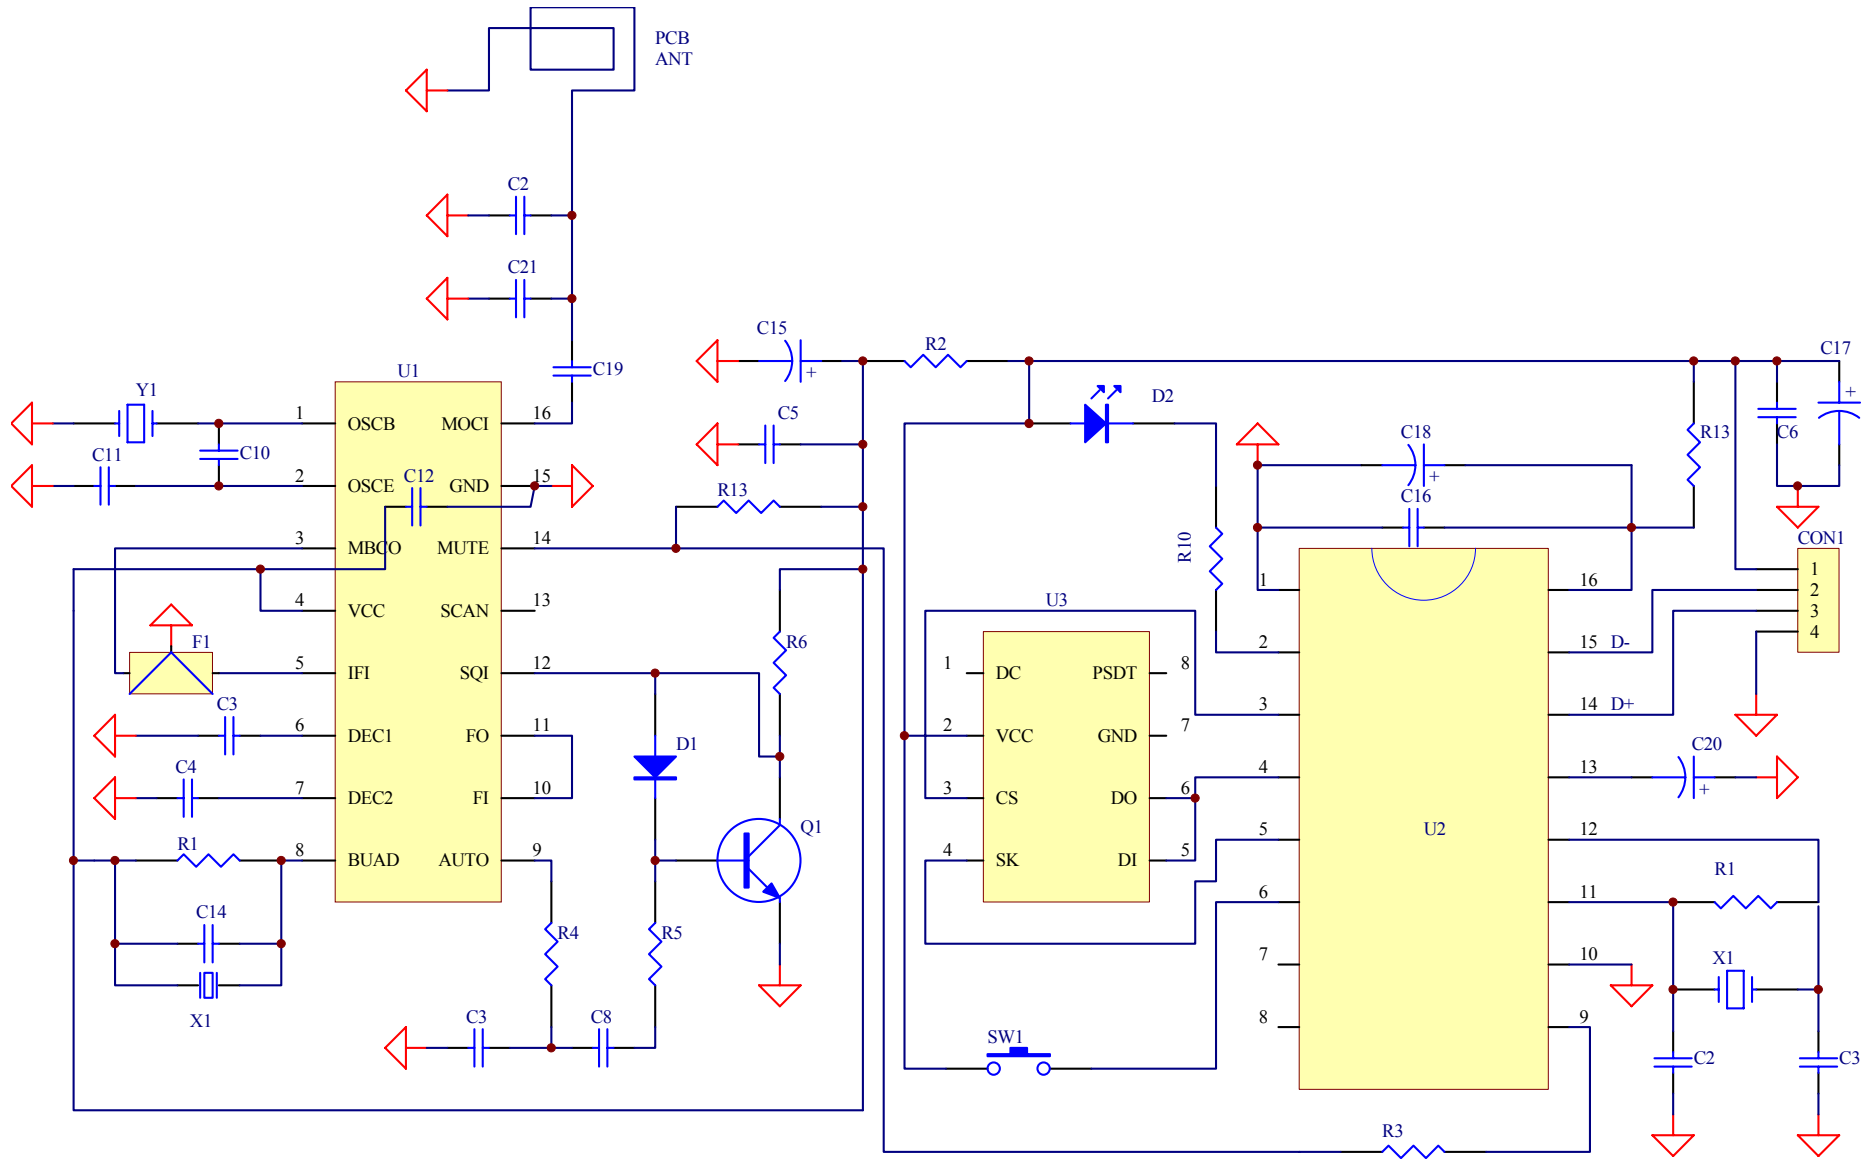 PCB
ANT
C2
C21
C19
U1
Y1
C10
C11
1 OSCB MOCI 16
2 OSCE GND 15
C12
3 MBCO MUTE 14
4 VCC SCAN 13
5 IFI SQI 12
6 DEC1 FO 11
7 DEC2 FI 10
8 BUAD AUTO 9
F1
C3
C4
R1
C14
X1
C15
+
R2
C5
R13
R6
D1
Q1
R4
R5
C3
C8
D2
R10
U3
1 DC PSDT 8
2 VCC GND 7
3 CS DO 6
4 SK DI 5
SW1
C18
+
C16
R13
C17
+
C6
CON1
1
2
3
4
U2
1 16
2 15 D-
3 14 D+
4 13
5 12
6 11
7 10
8 9
C20
+
R1
X1
C2
C3
R3